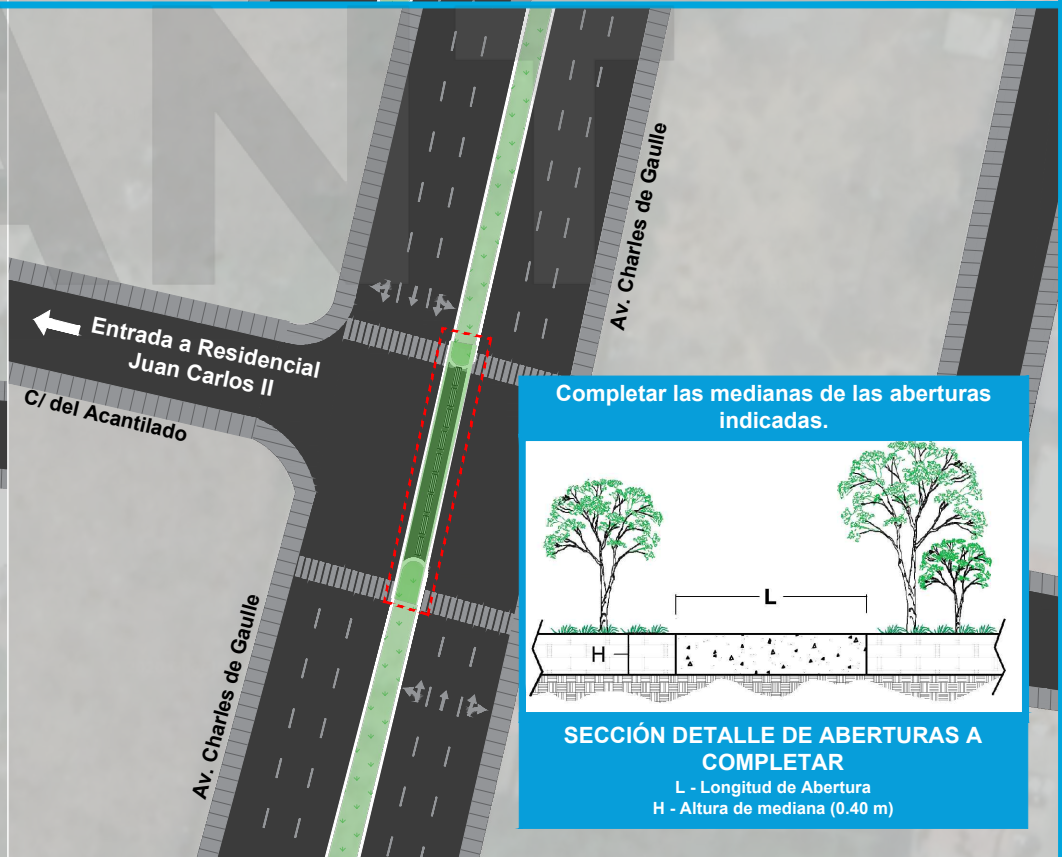 ANT
Av. Charles de Gaulle
Entrada a Residencial
Juan Carlos II
C/ del Acantilado
Av. Charles de Gaulle
Completar las medianas de las aberturas
indicadas.
L
H
SECCIÓN DETALLE DE ABERTURAS A
COMPLETAR
L - Longitud de Abertura
H - Altura de mediana (0.40 m)